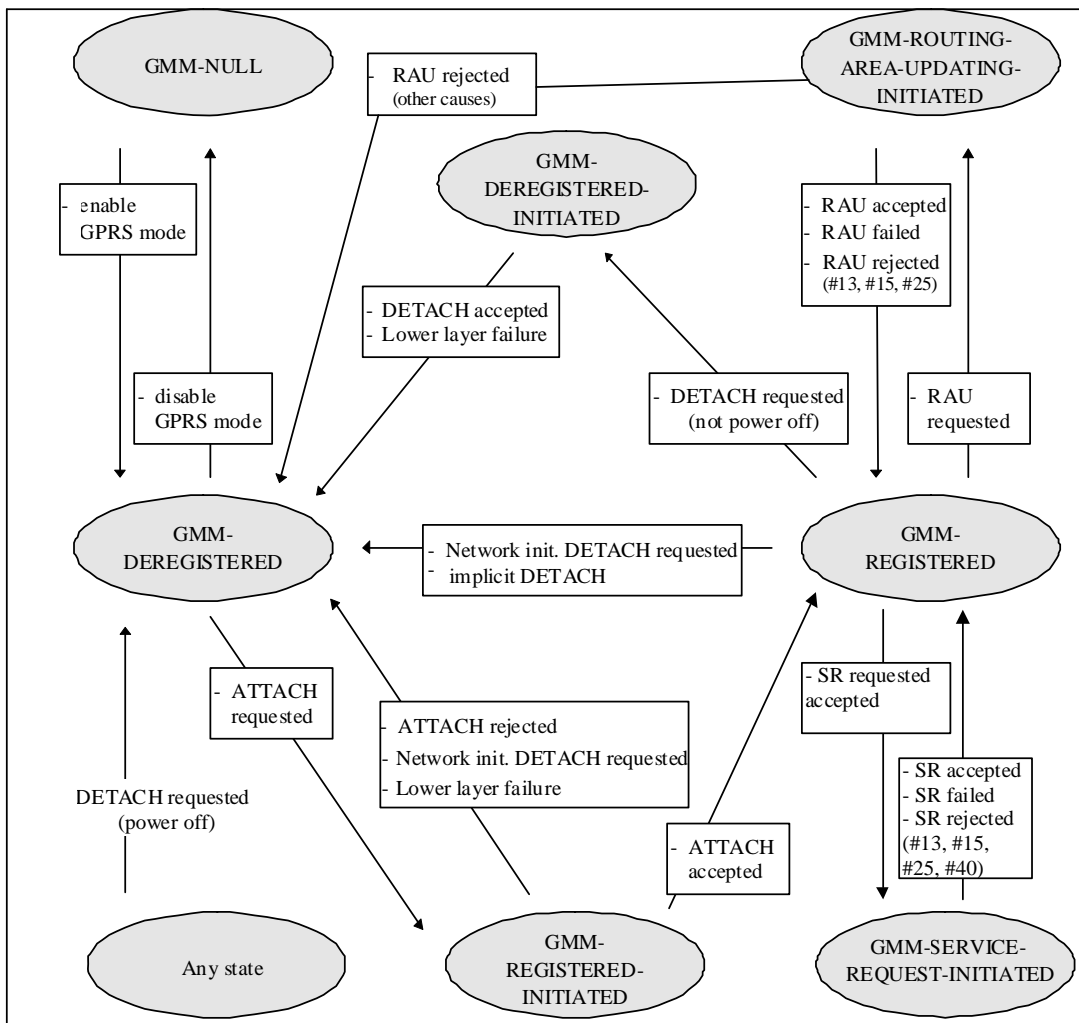 GMM-NULL
GMM-ROUTING-
AREA-UPDATING-
INITIATED
- RAU rejected
(other causes)
GMM-
DEREGISTERED-
INITIATED
- enable
GPRS mode
- RAU accepted
- RAU failed
- RAU rejected
(#13, #15, #25)
- DETACH accepted
- Lower layer failure
- disable
GPRS mode
- DETACH requested
(not power off)
- RAU
requested
GMM-
DEREGISTERED
- Network init. DETACH requested
- implicit DETACH
GMM-
REGISTERED
- ATTACH
requested
- ATTACH rejected
- Network init. DETACH requested
- Lower layer failure
- SR requested
accepted
DETACH requested
(power off)
- ATTACH
accepted
- SR accepted
- SR failed
- SR rejected
(#13, #15,
#25, #40)
Any state
GMM-
REGISTERED-
INITIATED
GMM-SERVICE-
REQUEST-INITIATED